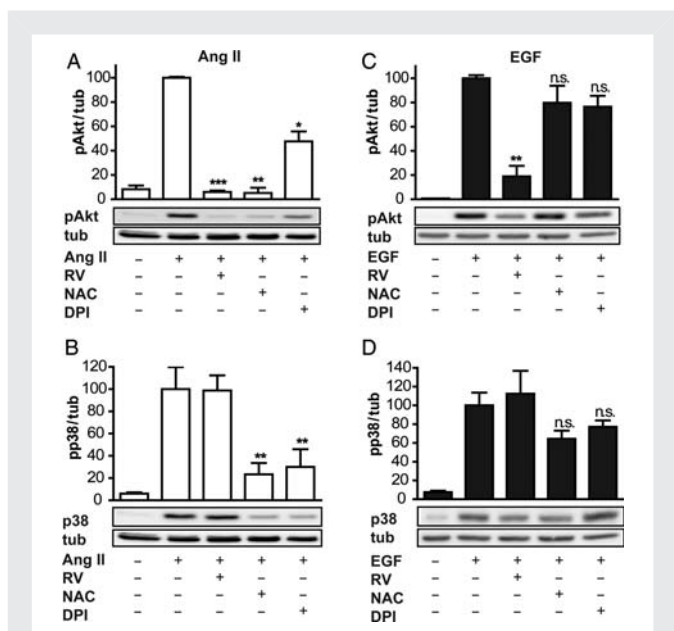 A
Ang II
pAkt/tub
100
80
60
40
20
0
***
**
*
pAkt
tub
Ang II – + + + +
RV – – + – –
NAC – – – + –
DPI – – – – +
C
EGF
pAkt/tub
100
80
60
40
20
0
**
n.s.
n.s.
pAkt
tub
EGF – + + + +
RV – – + – –
NAC – – – + –
DPI – – – – +
B
pp38/tub
120
100
80
60
40
20
0
**
**
p38
tub
Ang II – + + + +
RV – – + – –
NAC – – – + –
DPI – – – – +
D
pp38/tub
140
120
100
80
60
40
20
0
n.s.
n.s.
p38
tub
EGF – + + + +
RV – – + – –
NAC – – – + –
DPI – – – – +